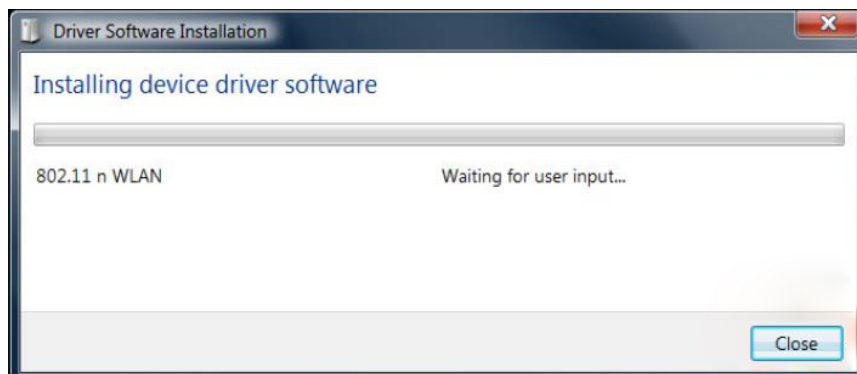 Driver Software Installation
Installing device driver software
802.11 n WLAN Waiting for user input...
Close